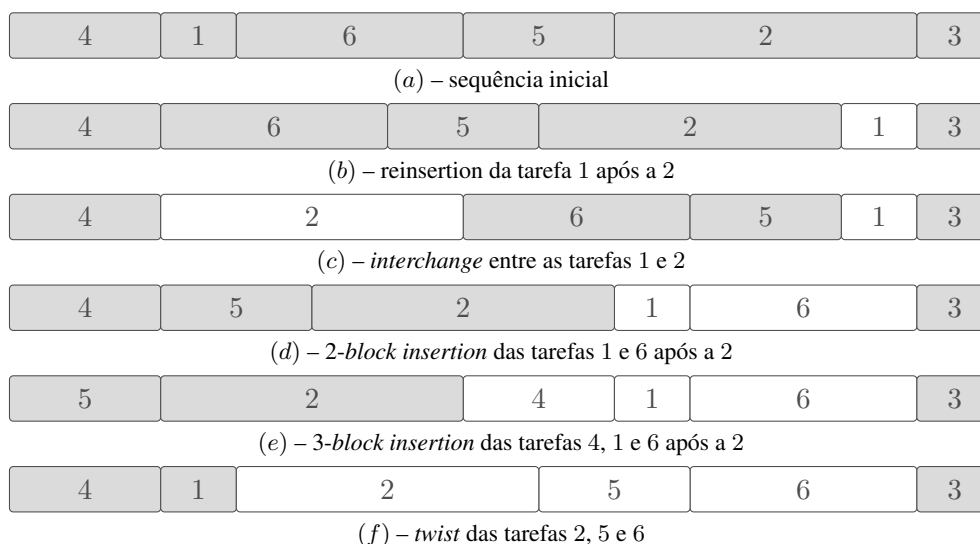 4 1 6 5 2 3
(a) – sequência inicial
4 6 5 2 1 3
(b) – reinsertion da tarefa 1 após a 2
4 2 6 5 1 3
(c) – interchange entre as tarefas 1 e 2
4 5 2 1 6 3
(d) – 2-block insertion das tarefas 1 e 6 após a 2
5 2 4 1 6 3
(e) – 3-block insertion das tarefas 4, 1 e 6 após a 2
4 1 2 5 6 3
(f) – twist das tarefas 2, 5 e 6